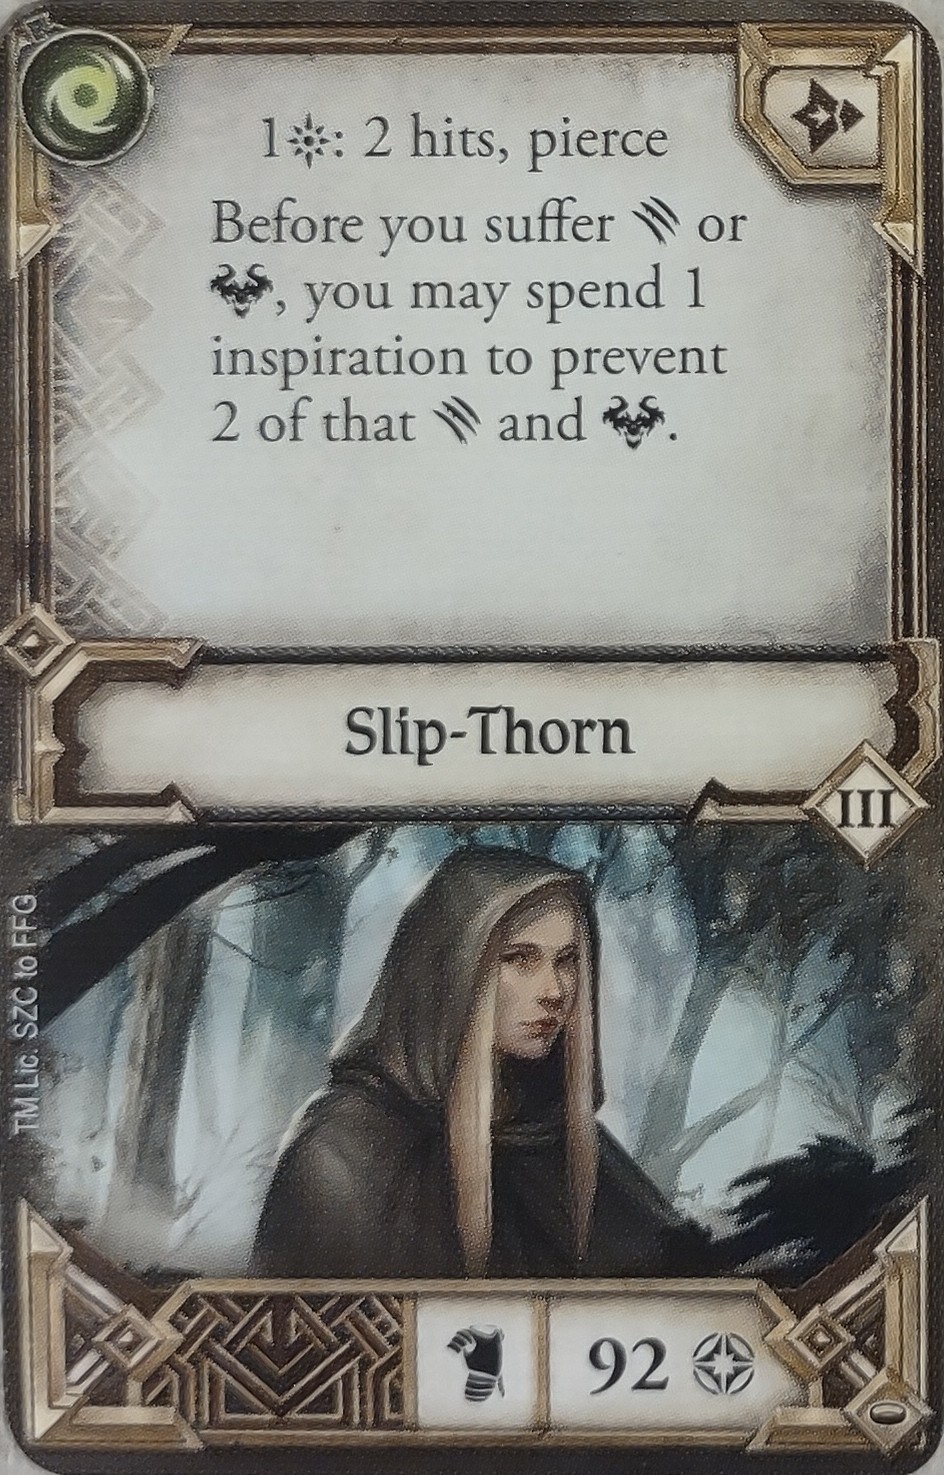 1: 2 hits, pierce
Before you suffer or
, you may spend 1
inspiration to prevent
2 of that and .
Slip-Thorn
III
TM Lic. SZC to FFG
92